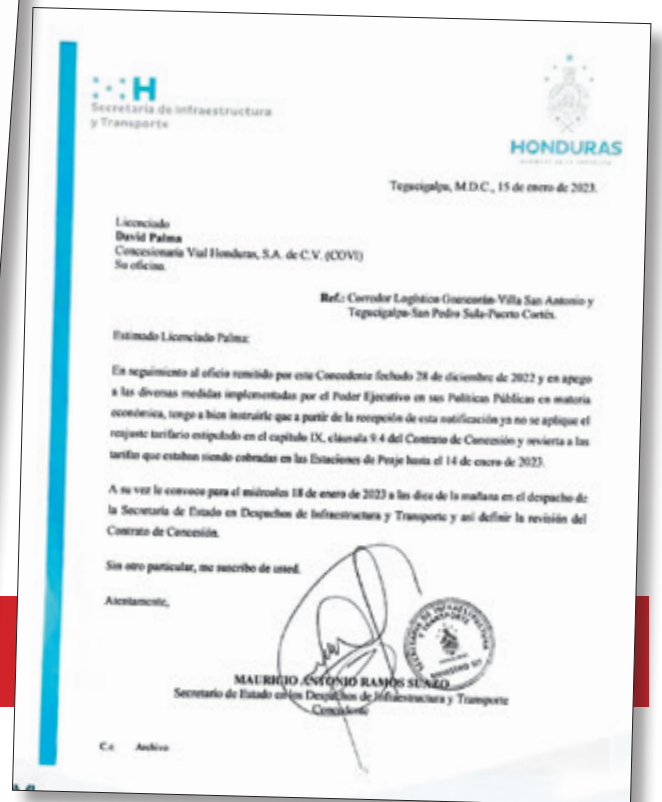 H
Secretaría de Infraestructura
y Transporte
HONDURAS
Tegucigalpa, M.D.C., 15 de enero de 2023.
Licenciado
David Palma
Concesionaria Vial Honduras, S.A. de C.V. (COVI)
Su oficina.
Ref.: Corredor Logístico Goascorán-Villa San Antonio y
Tegucigalpa-San Pedro Sula-Puerto Cortés.
Estimado Licenciado Palma:
En seguimiento al oficio remitido por este Concedente fechado 28 de diciembre de 2022 y en apego
a las diversas medidas implementadas por el Poder Ejecutivo en sus Políticas Públicas en materia
económica, tengo a bien instruirle que a partir de la recepción de esta notificación ya no se aplique el
reajuste tarifario estipulado en el capítulo IX, cláusula 9.4 del Contrato de Concesión y revierta a las
tarifas que estaban siendo cobradas en las Estaciones de Peaje hasta el 14 de enero de 2023.
A su vez le convoco para el miércoles 18 de enero de 2023 a las diez de la mañana en el despacho de
la Secretaría de Estado en Despachos de Infraestructura y Transporte y así definir la revisión del
Contrato de Concesión.
Sin otro particular, me suscribo de usted.
Atentamente,
SECRETARIA DE INFRAESTRUCTURA Y TRANSPORTE
MAURICIO ANTONIO RAMOS SUAZO
Secretario de Estado en los Despachos de Infraestructura y Transporte
Concedente
C.c Archivo